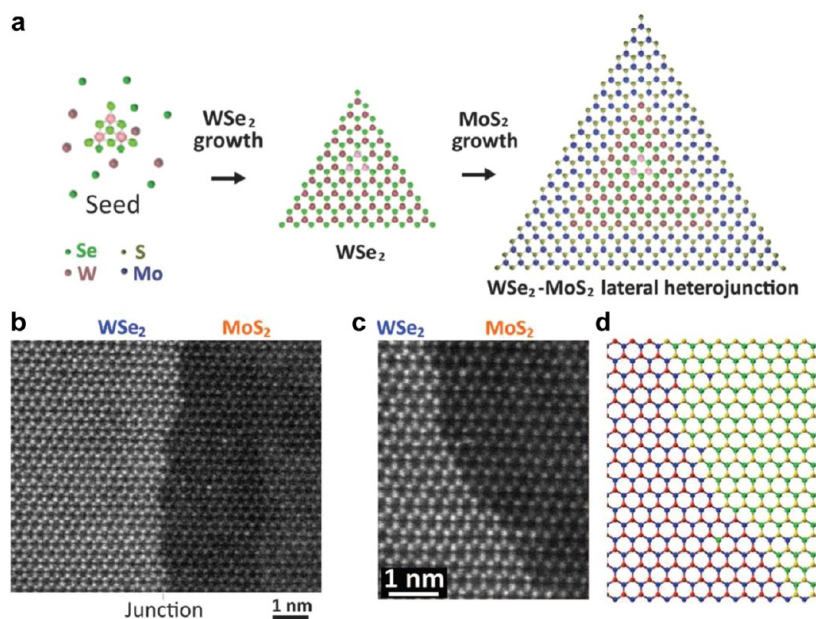 a
WSe₂
growth
MoS₂
growth
Seed
Se
S
W
Mo
WSe₂
WSe₂-MoS₂ lateral heterojunction
b
WSe₂
MoS₂
c
WSe₂
MoS₂
d
1 nm
Junction
1 nm